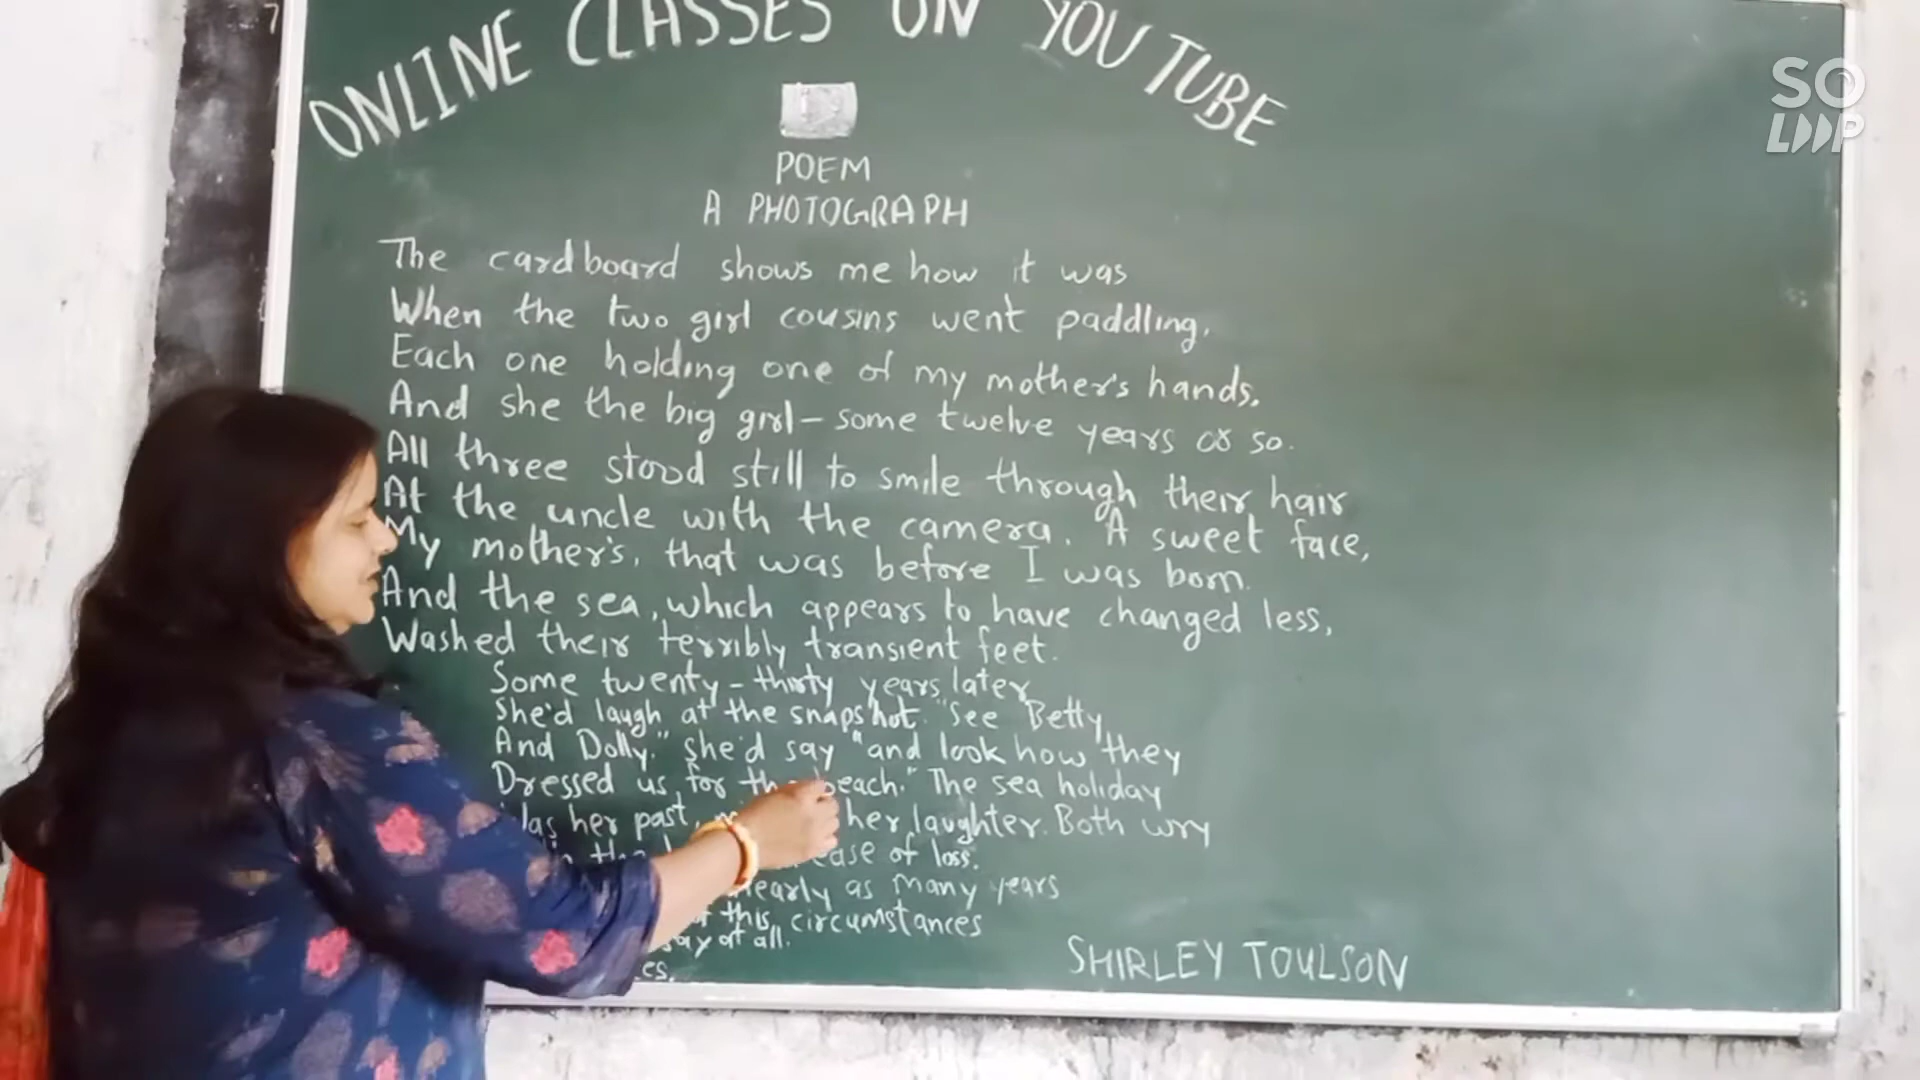 ONLINE CLASSES ON YOU TUBE
SO
LOOP
POEM
A PHOTOGRAPH
The cardboard shows me how it was
When the two girl cousins went paddling,
Each one holding one of my mother's hands,
And she the big girl - some twelve years or so.
All three stood still to smile through their hair
At the uncle with the camera. A sweet face,
My mother's, that was before I was born.
And the sea, which appears to have changed less,
Washed their terribly transient feet.
Some twenty - thirty years later
She'd laugh at the snapshot. "See Betty
And Dolly." she'd say "and look how they
Dressed us for the beach." The sea holiday
her past, her laughter. Both wry
of loss.
nearly as many years
this circumstances
say at all.
SHIRLEY TOULSON